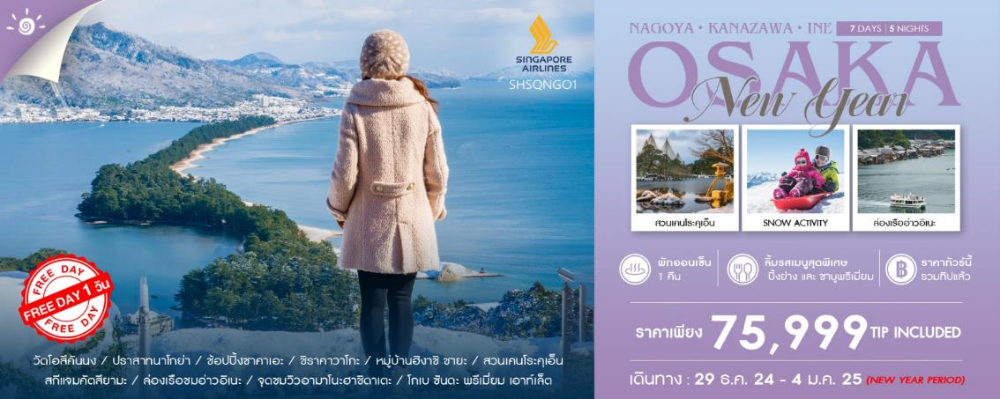 SINGAPORE
AIRLINES
SHSQNGO1
FREE DAY
FREE DAY 1 วัน
FREE DAY
วัดโอสึคันนง / ปราสาทนาโกย่า / ช้อปปิ้งซาคาเอะ / ชิราคาวาโกะ / หมู่บ้านฮิงาชิ ชายะ / สวนเคนโระคุเอ็น
สกีแจมคัตสึยามะ / ล่องเรือชมอ่าวอิเนะ / จุดชมวิวอามาโนะฮาชิดาเตะ / โกเบ ซันดะ พรีเมี่ยม เอาท์เล็ต
NAGOYA • KANAZAWA • INE 7 DAYS | 5 NIGHTS
OSAKA
New Year
สวนเคนโระคุเอ็น
SNOW ACTIVITY
ล่องเรืออ่าวอิเนะ
พักออนเซ็น
1 คืน
ลิ้มรสเมนูสุดพิเศษ
ปิ้งย่าง และ ชาบูพรีเมี่ยม
฿
ราคาทัวร์นี้
รวมทิปแล้ว
ราคาเพียง 75,999 TIP INCLUDED
เดินทาง : 29 ธ.ค. 24 - 4 ม.ค. 25 (NEW YEAR PERIOD)